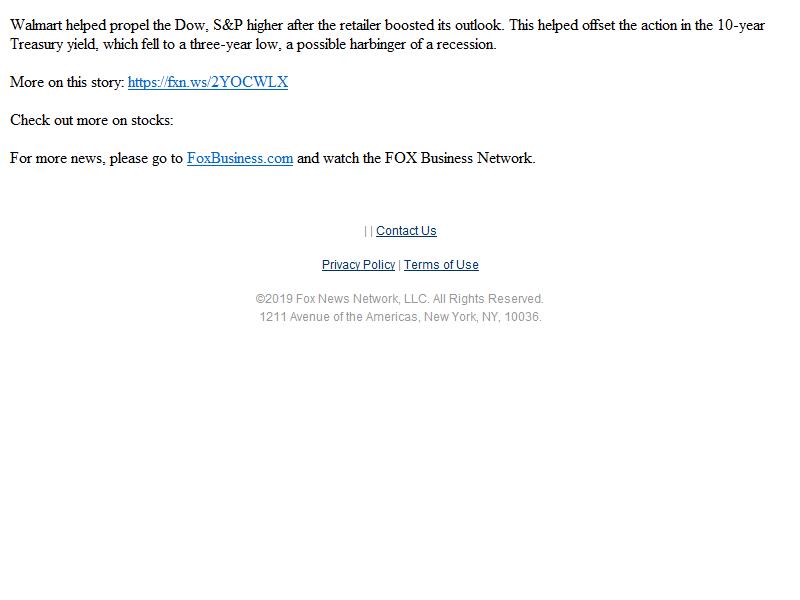 Walmart helped propel the Dow, S&P higher after the retailer boosted its outlook. This helped offset the action in the 10-year
Treasury yield, which fell to a three-year low, a possible harbinger of a recession.
More on this story: https://fxn.ws/2YOCWLX
Check out more on stocks:
For more news, please go to FoxBusiness.com and watch the FOX Business Network.
| | Contact Us
Privacy Policy | Terms of Use
©2019 Fox News Network, LLC. All Rights Reserved.
1211 Avenue of the Americas, New York, NY, 10036.